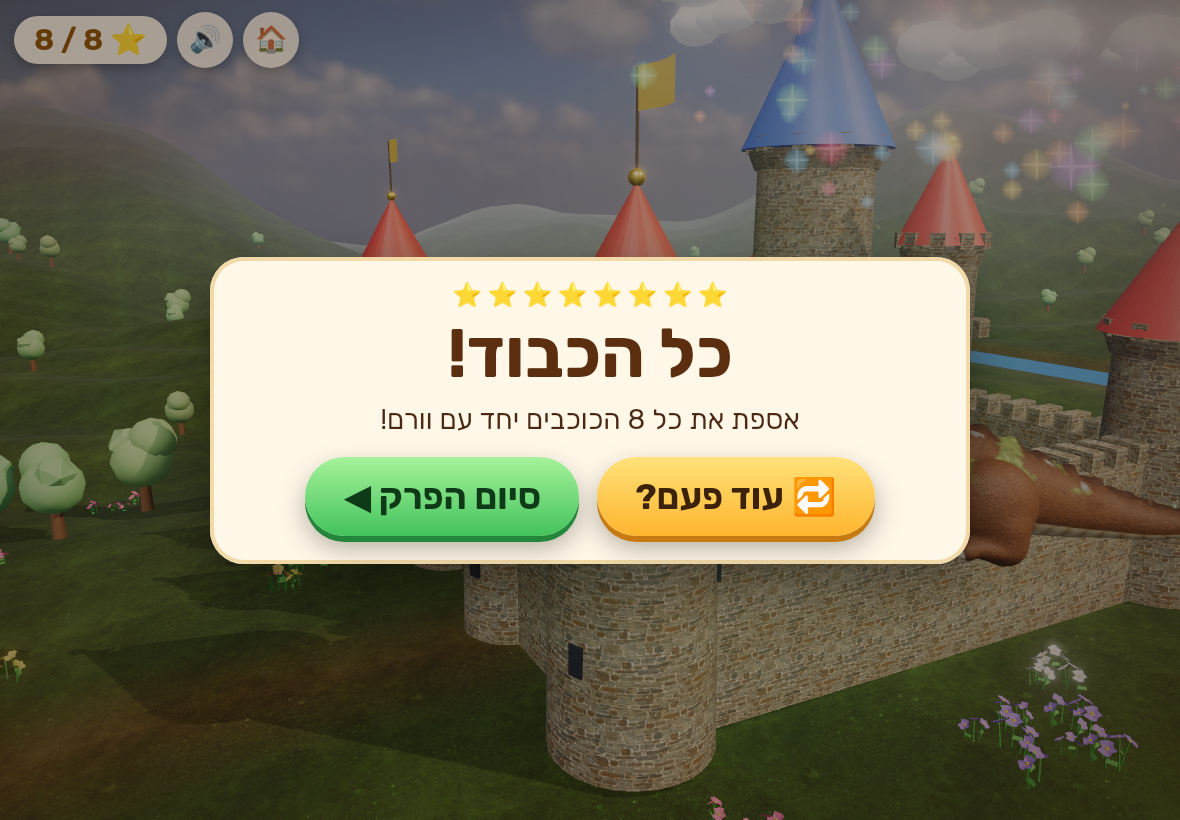 8 / 8 ⭐
כל הכבוד!
אספת את כל 8 הכוכבים יחד עם וורם!
עוד פעם?
סיום הפרק ◀